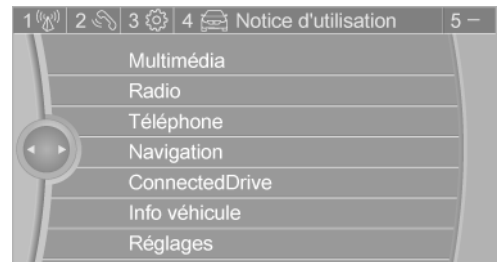 1 2 3 4 Notice d'utilisation 5 –
Multimédia
Radio
Téléphone
Navigation
ConnectedDrive
Info véhicule
Réglages